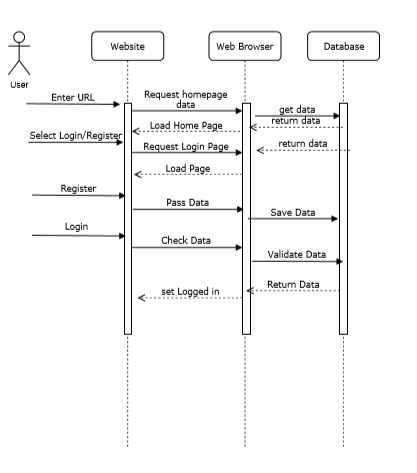 Website
Web Browser
Database
User
Enter URL
Request homepage
data
get data
return data
Load Home Page
Select Login/Register
Request Login Page
return data
Load Page
Register
Pass Data
Save Data
Login
Check Data
Validate Data
Return Data
set Logged in